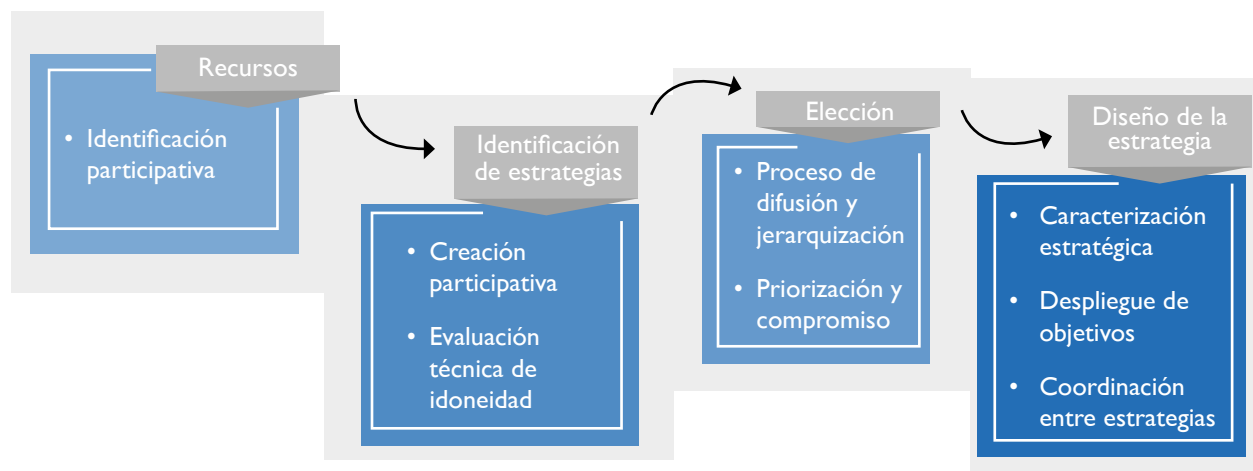 Recursos
• Identificación
participativa
Identificación
de estrategias
• Creación
participativa
• Evaluación
técnica de
idoneidad
Elección
• Proceso de
difusión y
jerarquización
• Priorización y
compromiso
Diseño de la
estrategia
• Caracterización
estratégica
• Despliegue de
objetivos
• Coordinación
entre estrategias